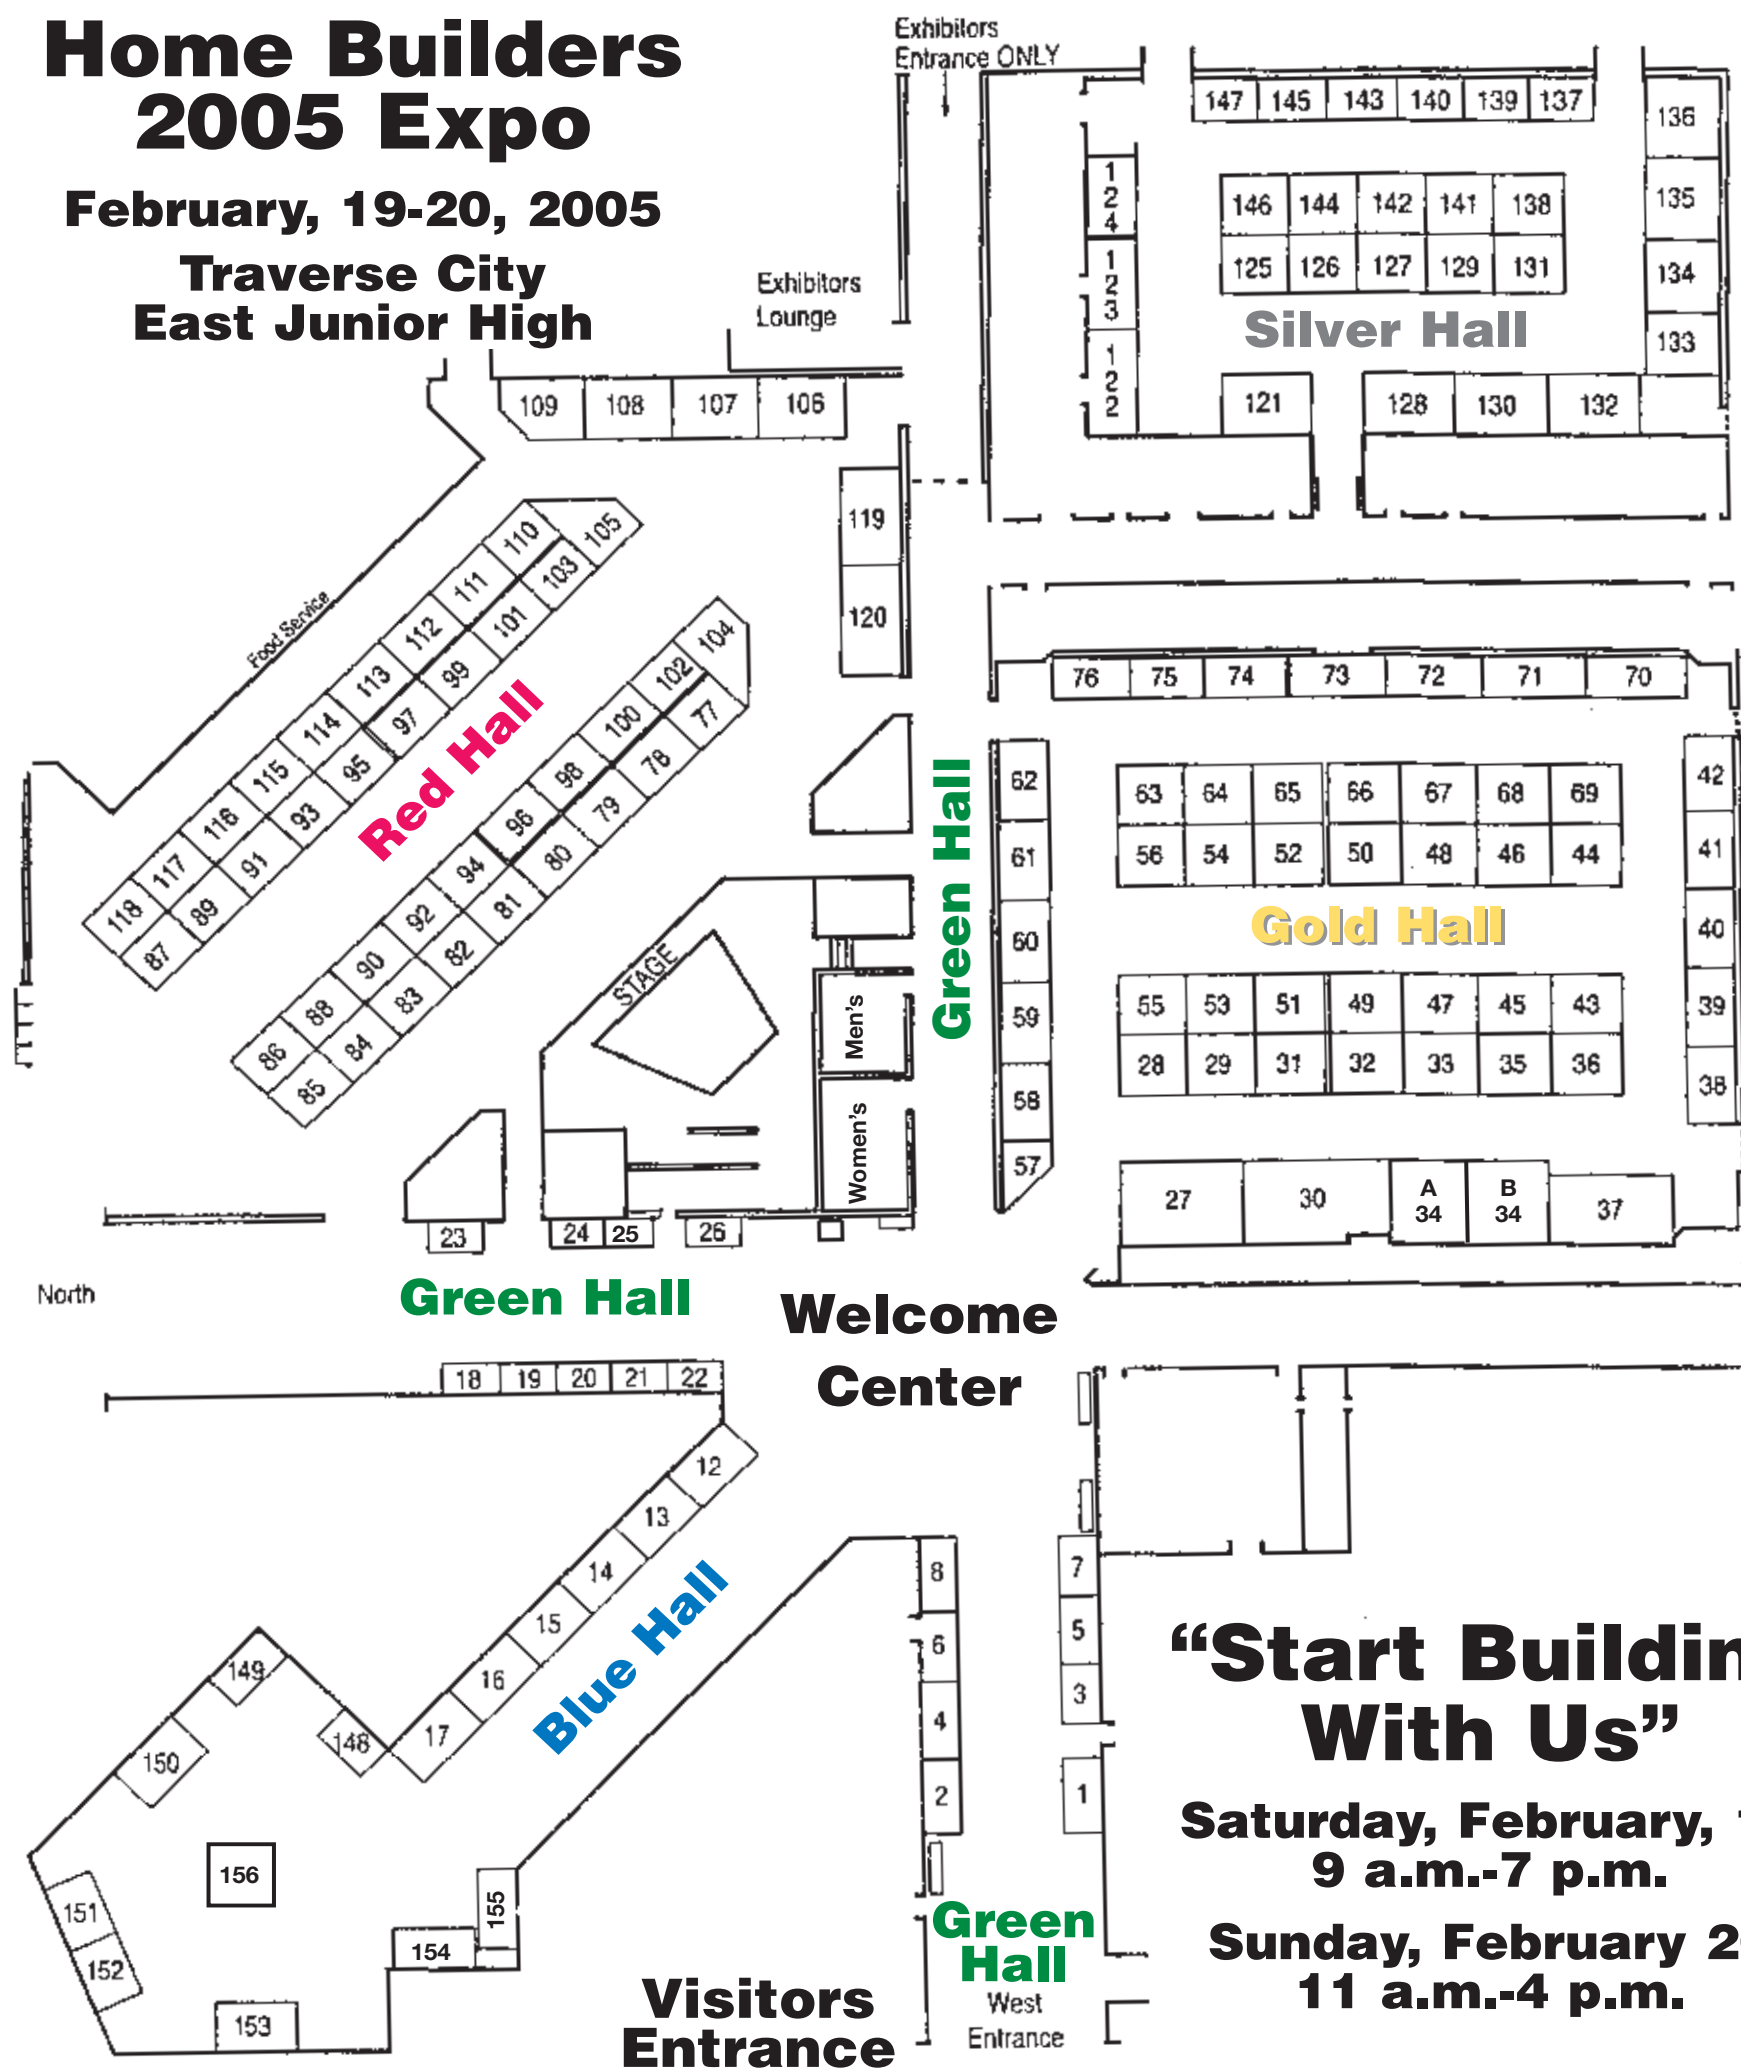 Home Builders
2005 Expo
February, 19-20, 2005
Traverse City
East Junior High
Exhibitors
Entrance ONLY
Exhibitors
Lounge
147 145 143 140 139 137
136
135
134
133
124
123
122
146 144 142 141 138
125 126 127 129 131
Silver Hall
121 128 130 132
109 108 107 106
119
120
Food Service
110 105
111 103
112 101
113 99
114 97
115 95
116 93
117 91
118 89
87
Red Hall
104
102 77
100 78
98 79
96 80
94 81
92 82
90 83
88 84
86 85
STAGE
Men's
Women's
Green Hall
76 75 74 73 72 71 70
62
61
60
59
58
57
63 64 65 66 67 68 69
56 54 52 50 48 46 44
Gold Hall
55 53 51 49 47 45 43
28 29 31 32 33 35 36
42
41
40
39
38
27 30 A 34 B 34 37
23 24 25 26
North
Green Hall
Welcome
Center
18 19 20 21 22
12
13
14
15
16
17
Blue Hall
149
148
150
156
151
152
153
154
155
8
6
4
2
7
5
3
1
Green
Hall
West
Entrance
Visitors
Entrance
“Start Buildin
With Us”
Saturday, February,
9 a.m.-7 p.m.
Sunday, February 2
11 a.m.-4 p.m.